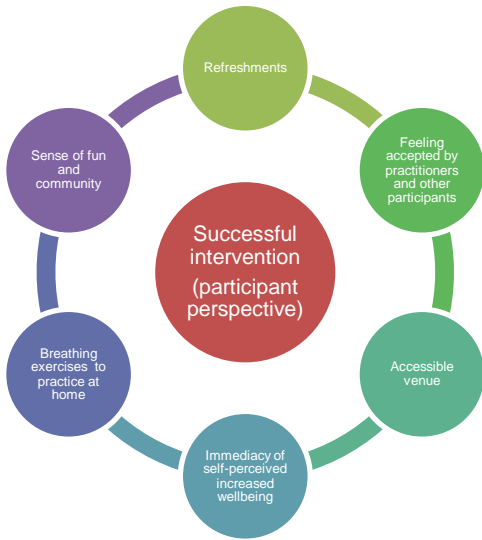 Refreshments
Feeling
accepted by
practitioners
and other
participants
Accessible
venue
Immediacy of
self-perceived
increased
wellbeing
Breathing
exercises to
practice at
home
Sense of fun
and
community
Successful
intervention
(participant
perspective)